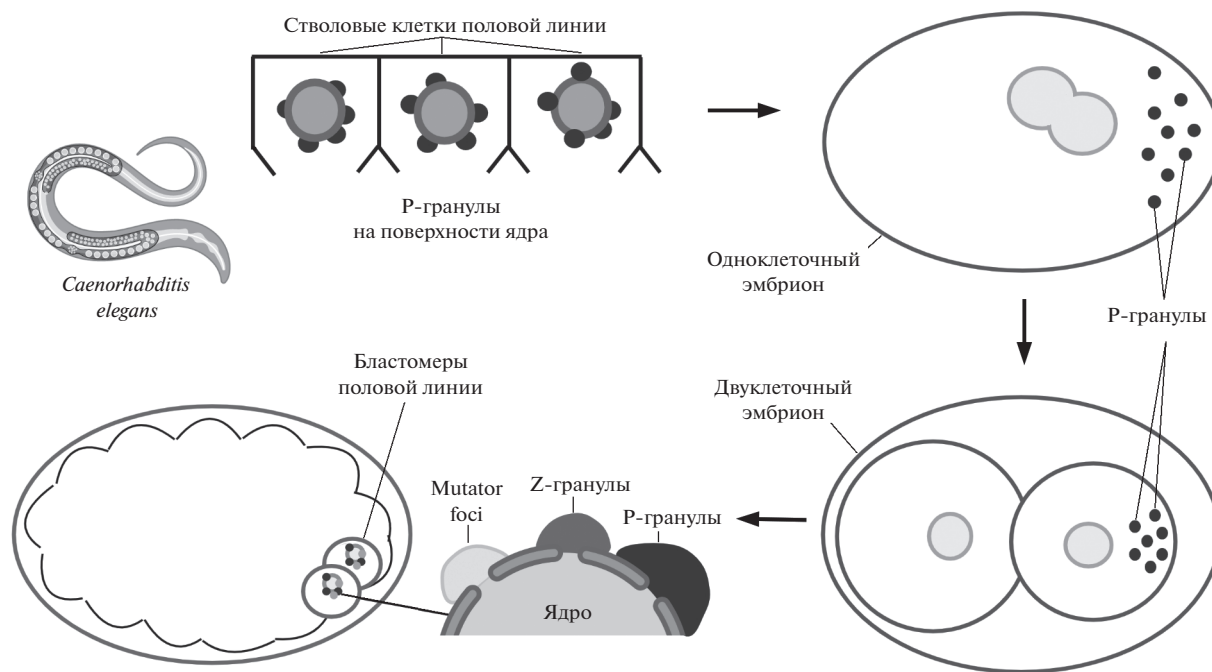 Стволовые клетки половой линии
P-гранулы
на поверхности ядра
Caenorhabditis
elegans
Одноклеточный
эмбрион
P-гранулы
Двуклеточный
эмбрион
Бластомеры
половой линии
Mutator
foci
Z-гранулы
P-гранулы
Ядро